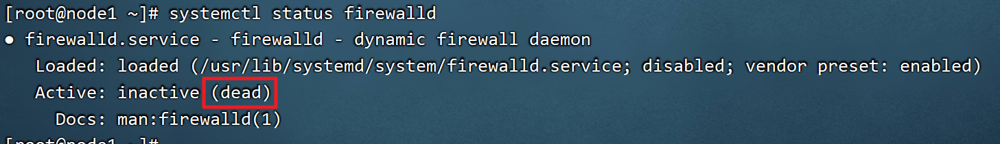 [root@node1 ~]# systemctl status firewalld
● firewalld.service - firewalld - dynamic firewall daemon
Loaded: loaded (/usr/lib/systemd/system/firewalld.service; disabled; vendor preset: enabled)
Active: inactive (dead)
Docs: man:firewalld(1)
[root@node1 ~]#